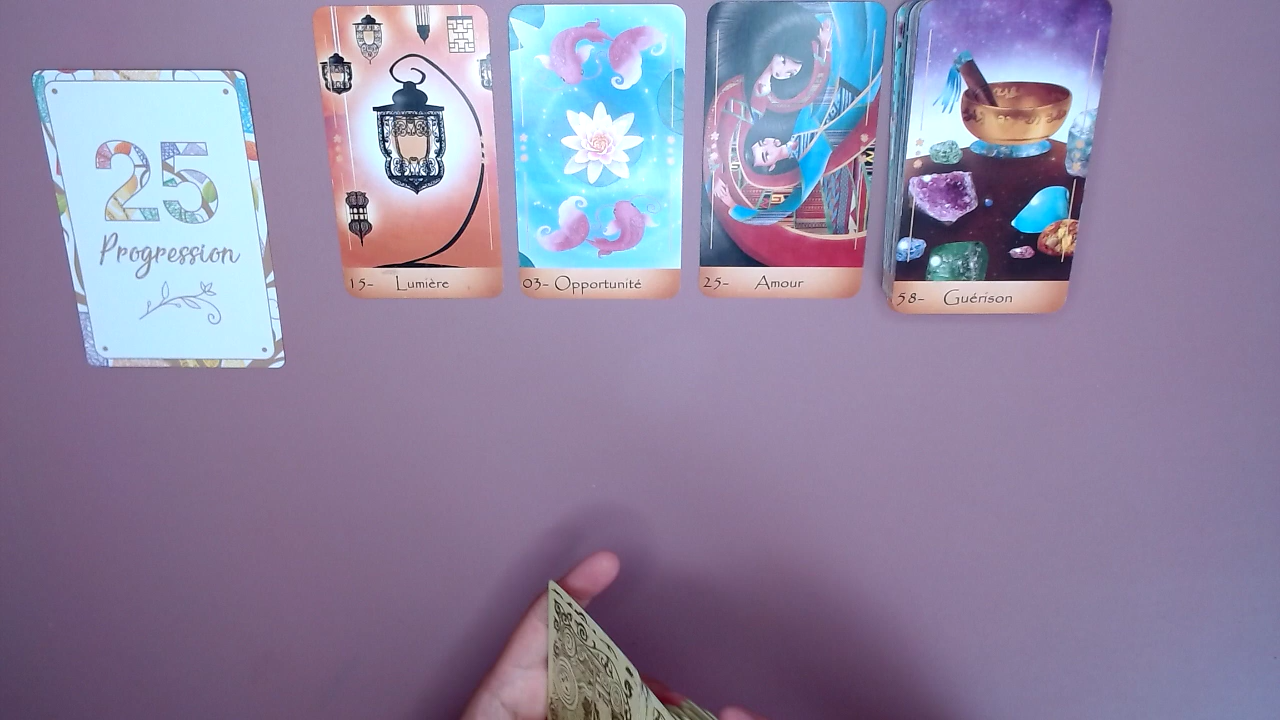 25
Progression
15- Lumière
03- Opportunité
25- Amour
58- Guérison